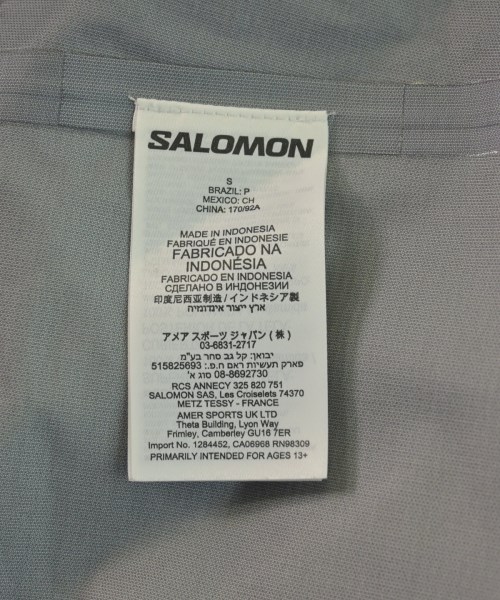 SALOMON
S
BRAZIL: P
MEXICO: CH
CHINA: 170/92A
MADE IN INDONESIA
FABRIQUÉ EN INDONESIE
FABRICADO NA
INDONÉSIA
FABRICADO EN INDONESIA
СДЕЛАНО В ИНДОНЕЗИИ
印度尼西亚制造 / インドネシア製
ארץ ייצור אינדונזיה
アメア スポーツ ジャパン ( 株 )
03-6831-2717
יבואן: קל גב סחר בע"מ
פארק תעשיות ראם ח.פ.: 515825693
08-8692730 סוג א'
RCS ANNECY 325 820 751
SALOMON SAS, Les Croiselets 74370
METZ TESSY - FRANCE
AMER SPORTS UK LTD
Theta Building, Lyon Way
Frimley, Camberley GU16 7ER
Import No. 1284452, CA06968 RN98309
PRIMARILY INTENDED FOR AGES 13+